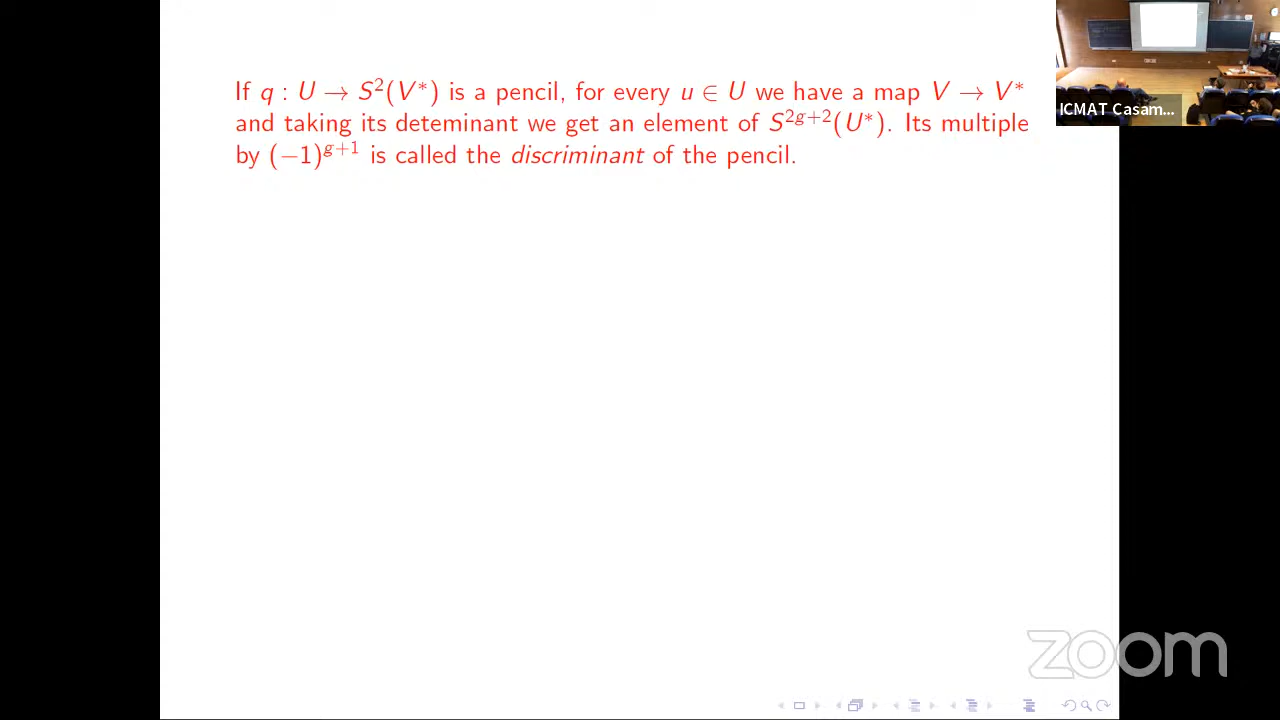 If q : U → S²(V*) is a pencil, for every u ∈ U we have a map V → V*
and taking its deteminant we get an element of S²ᵍ⁺²(U*). Its multiple
by (−1)ᵍ⁺¹ is called the discriminant of the pencil.
ICMAT Casam...
zoom